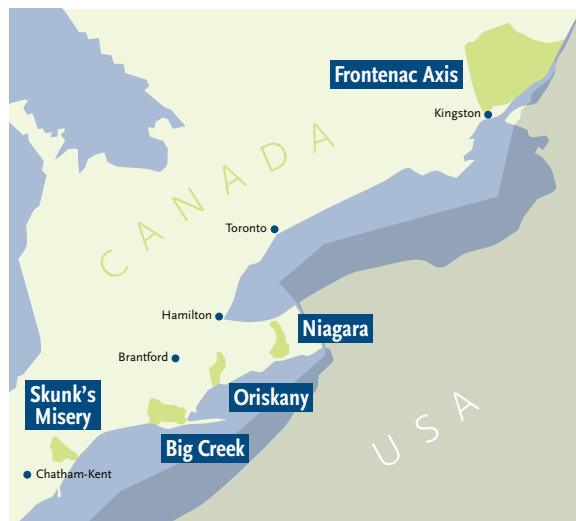 Frontenac Axis
Kingston
CANADA
Toronto
Hamilton
Niagara
Brantford
Skunk's
Misery
Oriskany
USA
Big Creek
Chatham-Kent